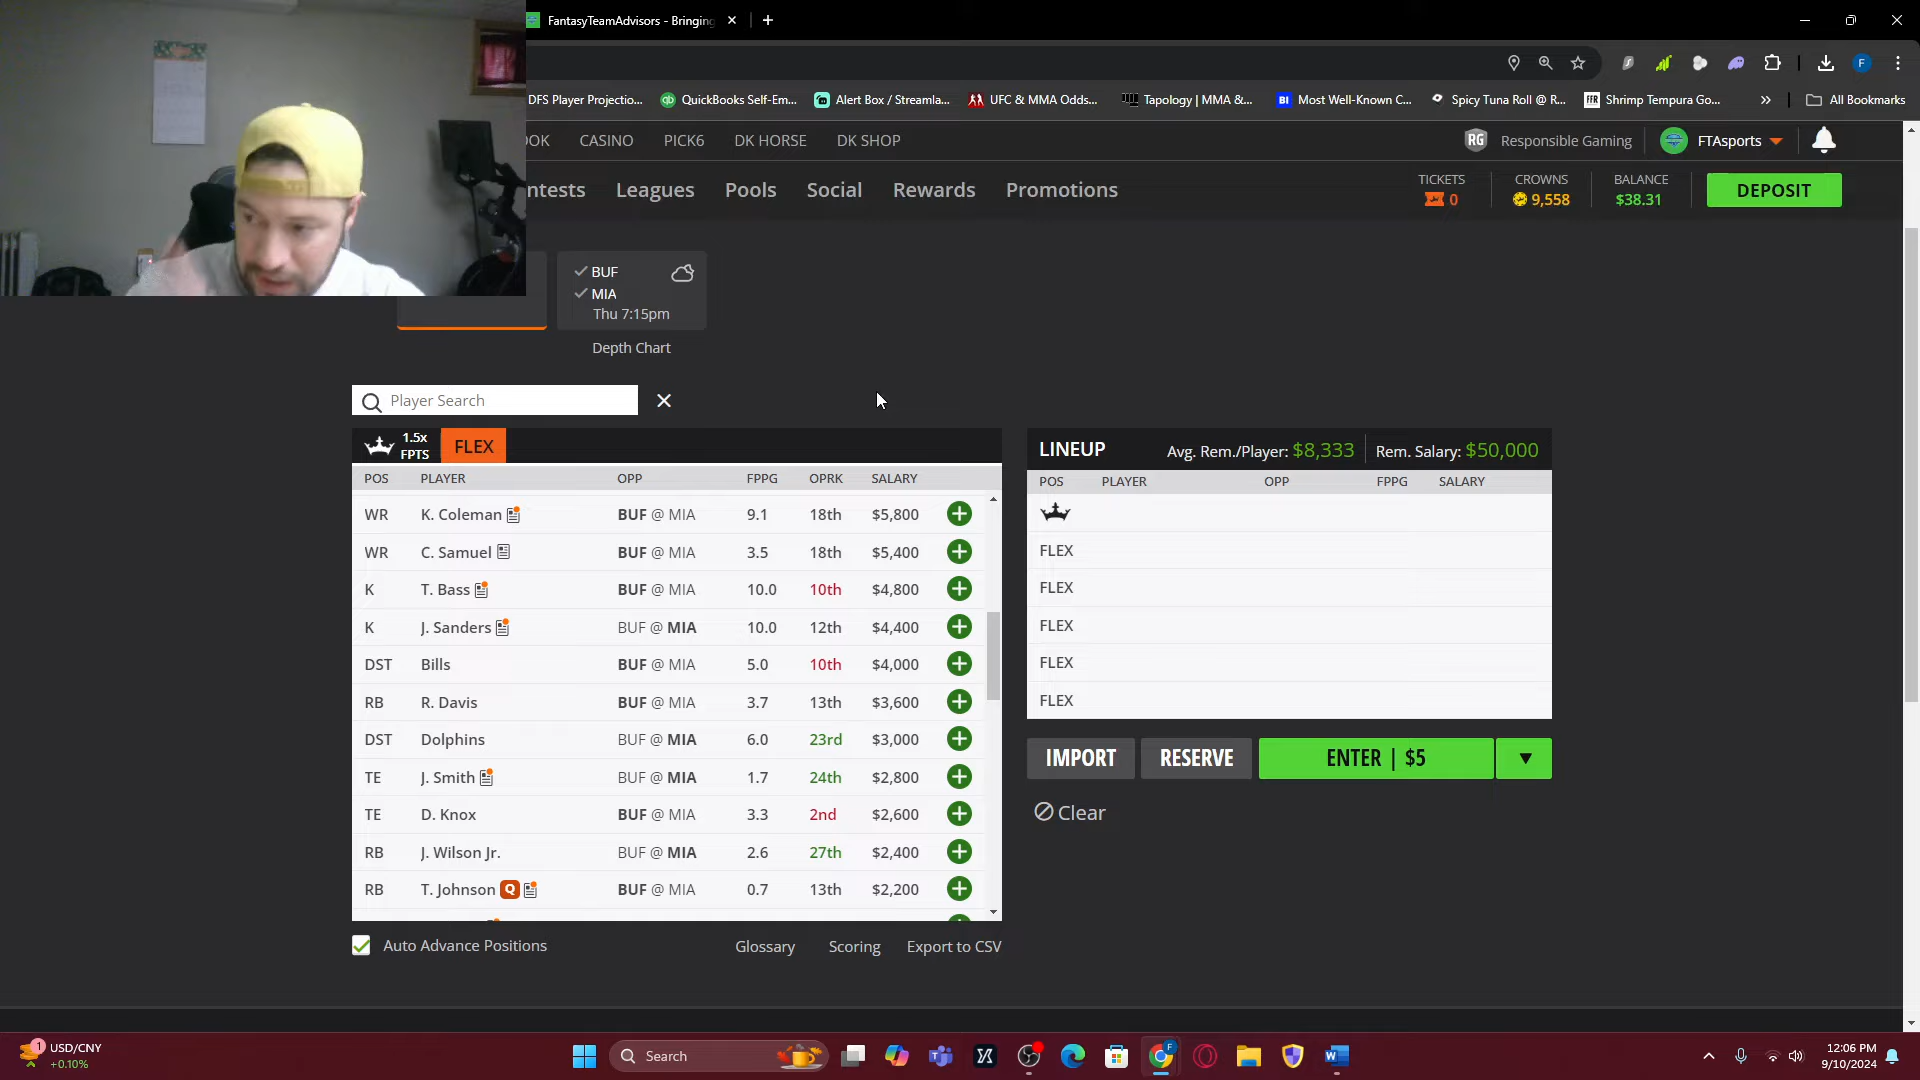 FantasyTeamAdvisors - Bringing
DFS Player Projectio...
QuickBooks Self-Em...
Alert Box / Streamla...
UFC & MMA Odds...
Tapology | MMA &...
BI Most Well-Known C...
Spicy Tuna Roll @ R...
FFR Shrimp Tempura Go...
» All Bookmarks
OOK CASINO PICK6 DK HORSE DK SHOP
RG Responsible Gaming
FTAsports
ntests Leagues Pools Social Rewards Promotions
TICKETS CROWNS BALANCE
0 9,558 $38.31
DEPOSIT
BUF
MIA
Thu 7:15pm
Depth Chart
Player Search
1.5x
FPTS
FLEX
POS PLAYER OPP FPPG OPRK SALARY
WR K. Coleman BUF @ MIA 9.1 18th $5,800
WR C. Samuel BUF @ MIA 3.5 18th $5,400
K T. Bass BUF @ MIA 10.0 10th $4,800
K J. Sanders BUF @ MIA 10.0 12th $4,400
DST Bills BUF @ MIA 5.0 10th $4,000
RB R. Davis BUF @ MIA 3.7 13th $3,600
DST Dolphins BUF @ MIA 6.0 23rd $3,000
TE J. Smith BUF @ MIA 1.7 24th $2,800
TE D. Knox BUF @ MIA 3.3 2nd $2,600
RB J. Wilson Jr. BUF @ MIA 2.6 27th $2,400
RB T. Johnson Q BUF @ MIA 0.7 13th $2,200
Auto Advance Positions
Glossary Scoring Export to CSV
LINEUP Avg. Rem./Player: $8,333 Rem. Salary: $50,000
POS PLAYER OPP FPPG SALARY
FLEX
FLEX
FLEX
FLEX
FLEX
IMPORT RESERVE ENTER | $5
Clear
1
USD/CNY
+0.10%
Search
12:06 PM
9/10/2024